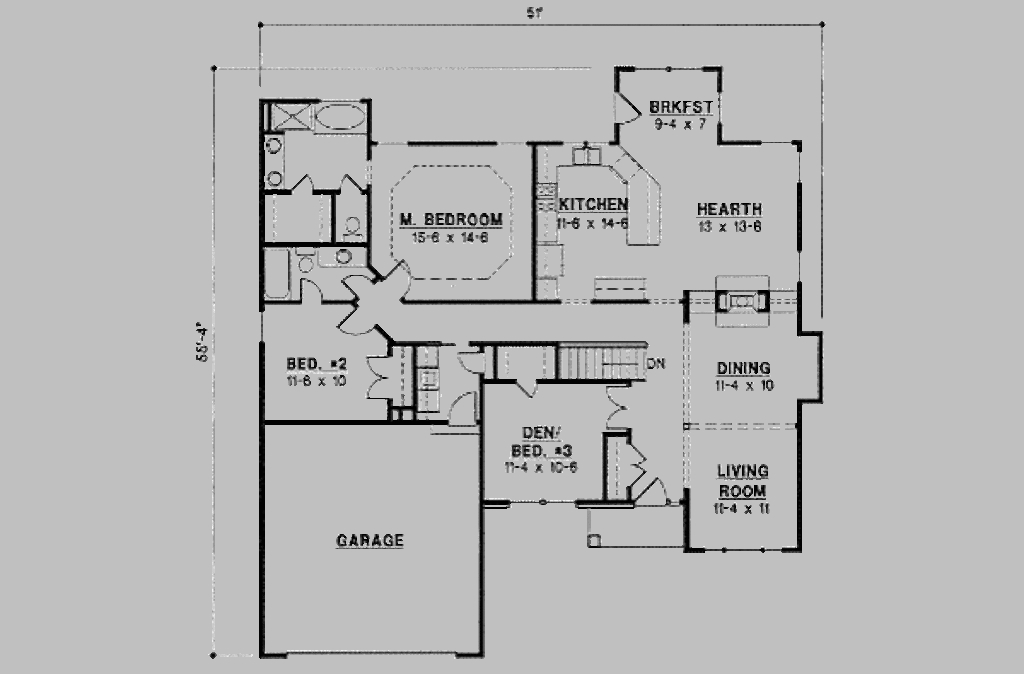 51'
BRKFST
9-4 x 7
M. BEDROOM
15-6 x 14-6
KITCHEN
11-6 x 14-6
HEARTH
13 x 13-6
55'-4"
BED. #2
11-6 x 10
DN
DINING
11-4 x 10
DEN/
BED. #3
11-4 x 10-6
LIVING
ROOM
11-4 x 11
GARAGE